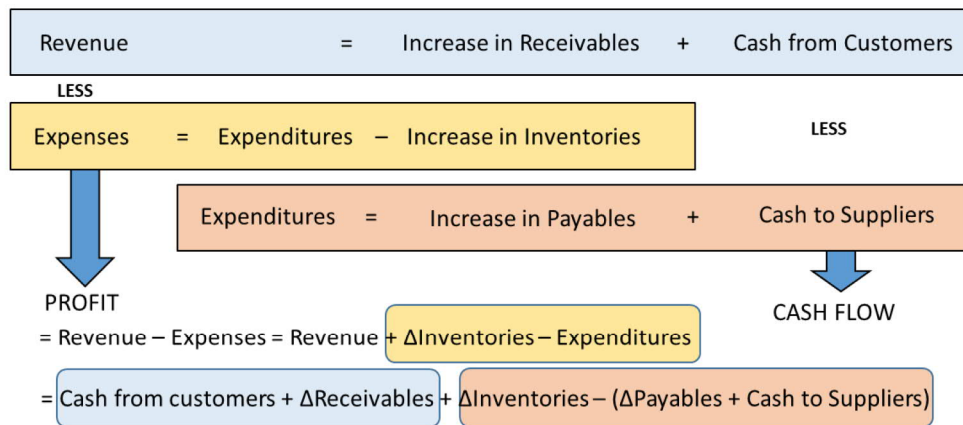 Revenue = Increase in Receivables + Cash from Customers
LESS
Expenses = Expenditures – Increase in Inventories
LESS
Expenditures = Increase in Payables + Cash to Suppliers
PROFIT
CASH FLOW
= Revenue – Expenses = Revenue + ΔInventories – Expenditures
= Cash from customers + ΔReceivables + ΔInventories – (ΔPayables + Cash to Suppliers)